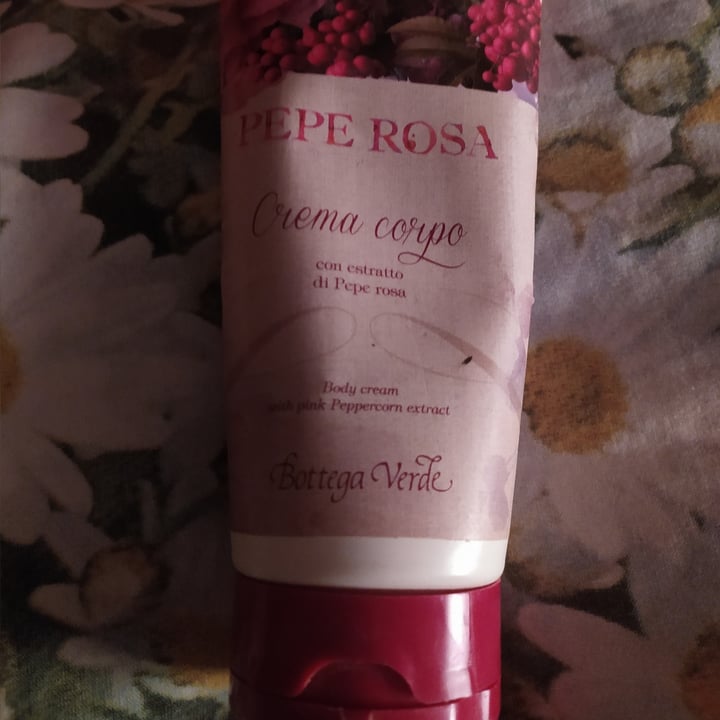 PEPE ROSA
Crema corpo
con estratto
di Pepe rosa
Body cream
with pink Peppercorn extract
Bottega Verde